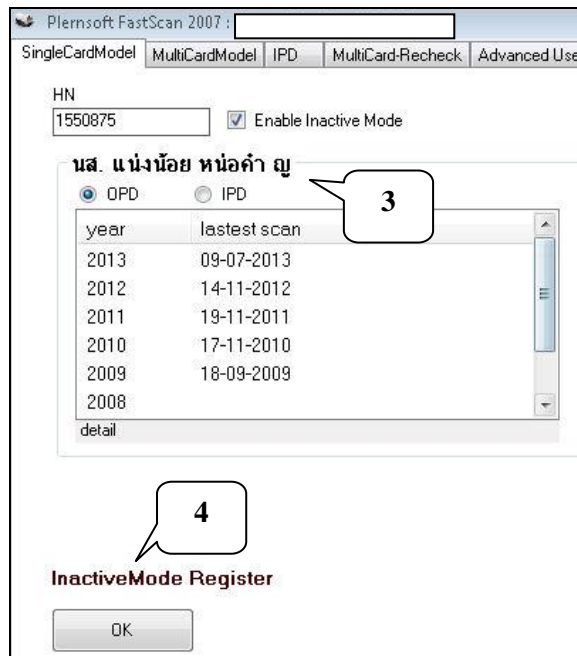 Plernsoft FastScan 2007 :
SingleCardModel MultiCardModel IPD MultiCard-Recheck Advanced Use
HN
1550875 Enable Inactive Mode
นส. แน่งน้อย หน่อคำ ญ
OPD IPD
3
year lastest scan
2013 09-07-2013
2012 14-11-2012
2011 19-11-2011
2010 17-11-2010
2009 18-09-2009
2008
detail
4
InactiveMode Register
OK